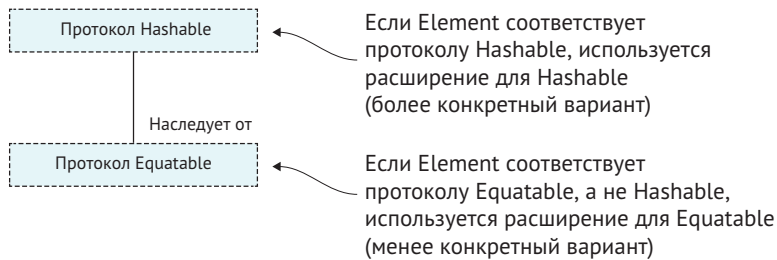 Протокол Hashable
Если Element соответствует
протоколу Hashable, используется
расширение для Hashable
(более конкретный вариант)
Наследует от
Протокол Equatable
Если Element соответствует
протоколу Equatable, а не Hashable,
используется расширение для Equatable
(менее конкретный вариант)